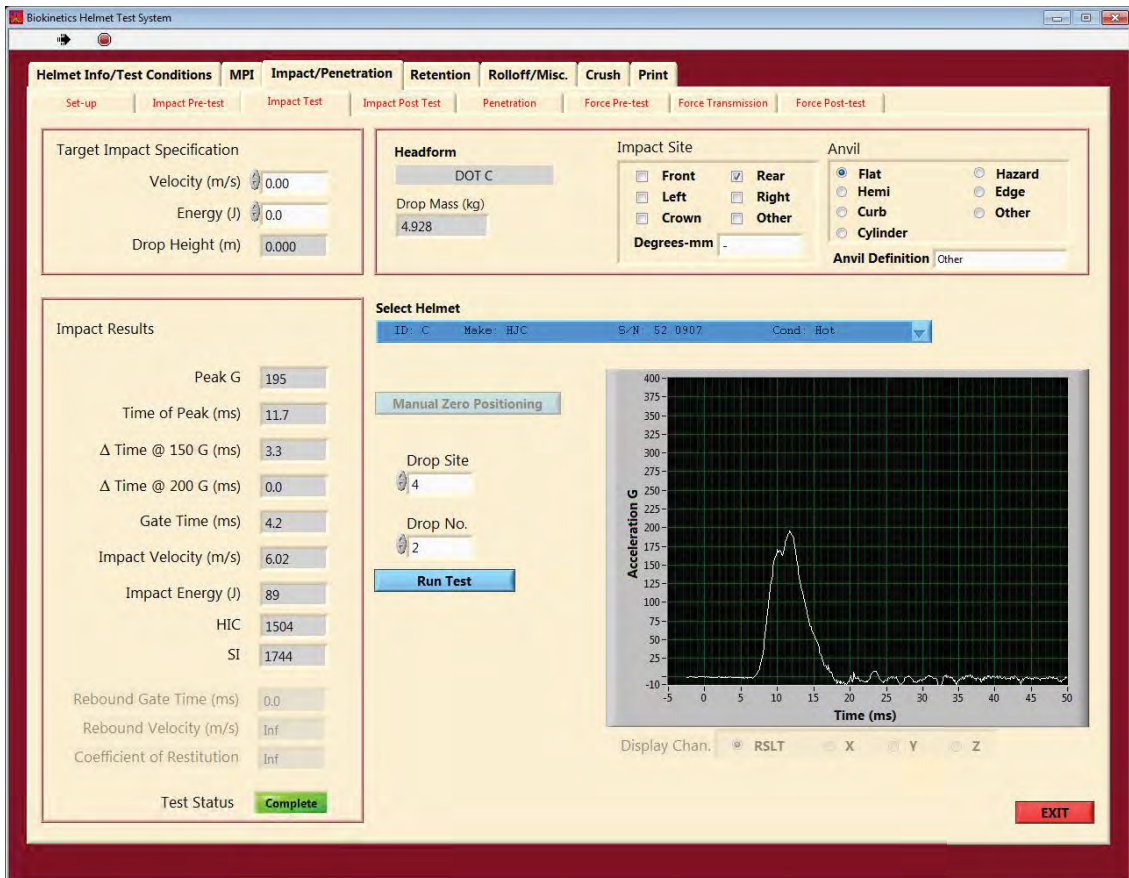 Biokinetics Helmet Test System
Helmet Info/Test Conditions MPI Impact/Penetration Retention Rolloff/Misc. Crush Print
Set-up Impact Pre-test Impact Test Impact Post Test Penetration Force Pre-test Force Transmission Force Post-test
Target Impact Specification
Velocity (m/s) 0.00
Energy (J) 0.0
Drop Height (m) 0.000
Headform
DOT C
Drop Mass (kg)
4.928
Impact Site
Front Rear
Left Right
Crown Other
Degrees-mm -
Anvil
Flat Hazard
Hemi Edge
Curb Other
Cylinder
Anvil Definition Other
Impact Results
Peak G 195
Time of Peak (ms) 11.7
Δ Time @ 150 G (ms) 3.3
Δ Time @ 200 G (ms) 0.0
Gate Time (ms) 4.2
Impact Velocity (m/s) 6.02
Impact Energy (J) 89
HIC 1504
SI 1744
Rebound Gate Time (ms) 0.0
Rebound Velocity (m/s) Inf
Coefficient of Restitution Inf
Test Status Complete
Select Helmet
ID: C Make: HJC S/N: 52 0907 Cond: Hot
Manual Zero Positioning
Drop Site
4
Drop No.
2
Run Test
Acceleration G
400
375
350
325
300
275
250
225
200
175
150
125
100
75
50
25
-10
-5 0 5 10 15 20 25 30 35 40 45 50
Time (ms)
Display Chan. RSLT X Y Z
EXIT